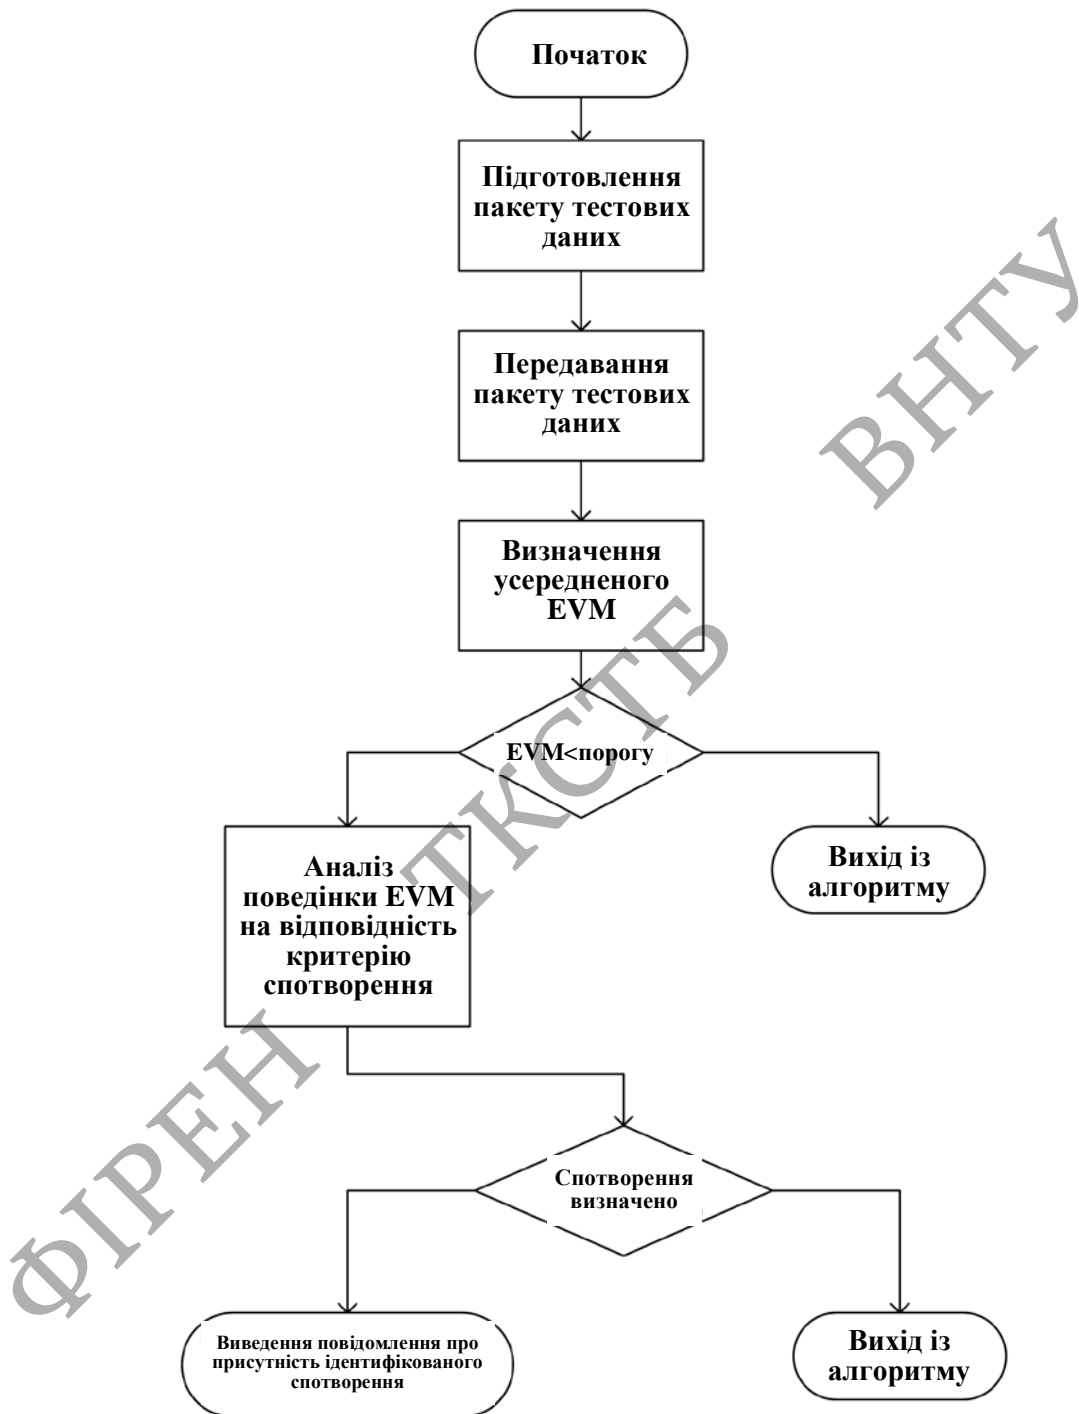 Початок
Підготовлення
пакету тестових
даних
Передавання
пакету тестових
даних
Визначення
усередненого
EVM
EVM<порогу
Аналіз
поведінки EVM
на відповідність
критерію
спотворення
Вихід із
алгоритму
Спотворення
визначено
Виведення повідомлення про
присутність ідентифікованого
спотворення
Вихід із
алгоритму
ФІРЕН ТКСТБ ВНТУ